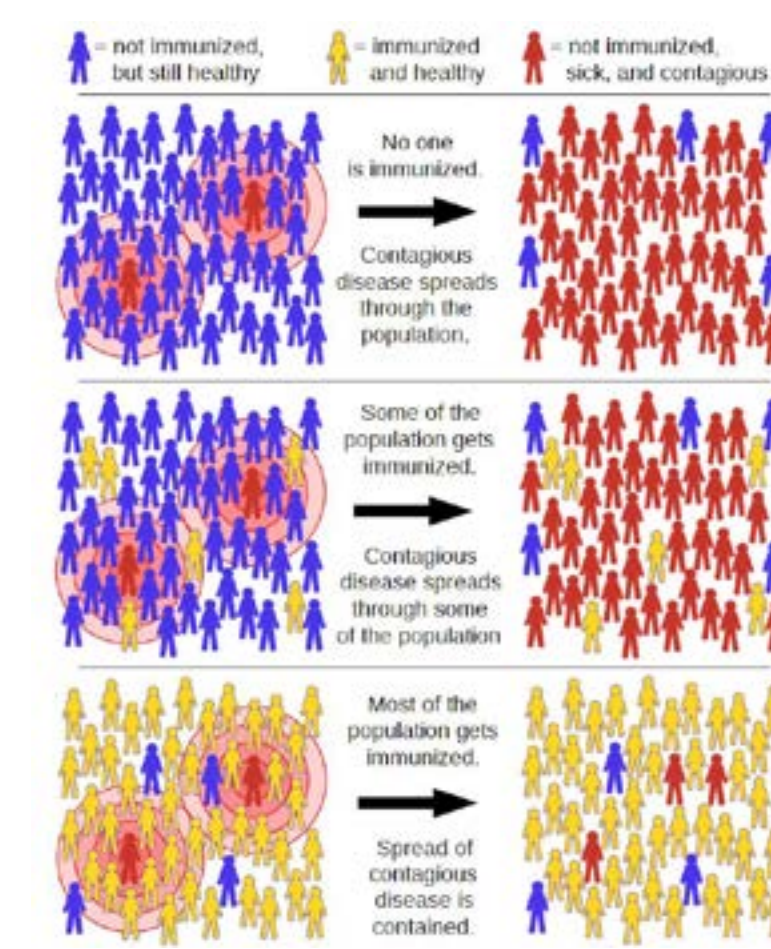 = not immunized,
but still healthy
= immunized
and healthy
= not immunized,
sick, and contagious
No one
is immunized.
Contagious
disease spreads
through the
population.
Some of the
population gets
immunized.
Contagious
disease spreads
through some
of the population
Most of the
population gets
immunized.
Spread of
contagious
disease is
contained.